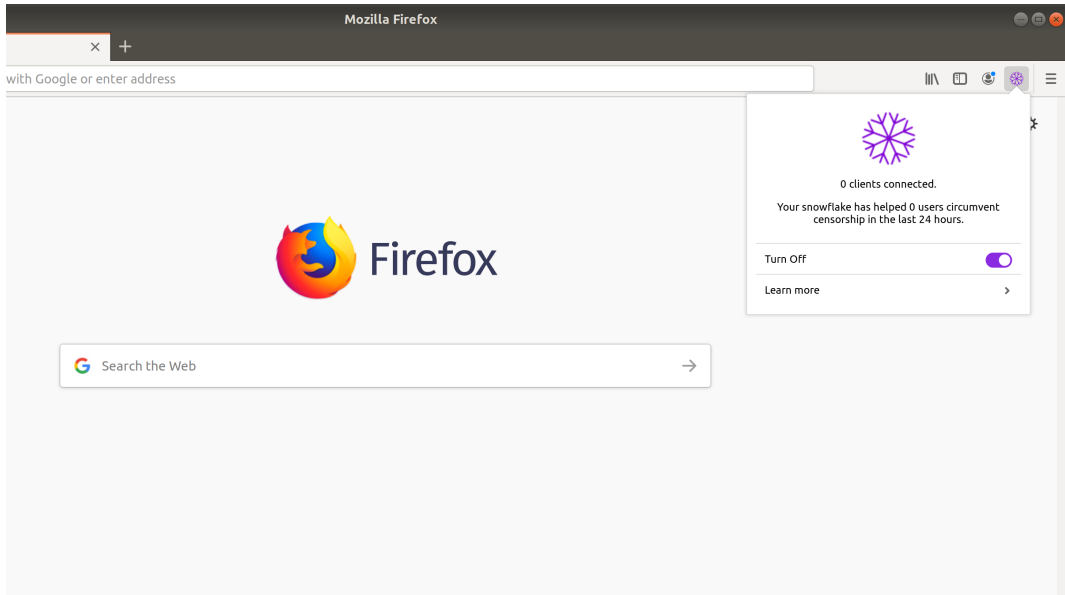 Mozilla Firefox
with Google or enter address
0 clients connected.
Your snowflake has helped 0 users circumvent
censorship in the last 24 hours.
Turn Off
Learn more
Firefox
Search the Web